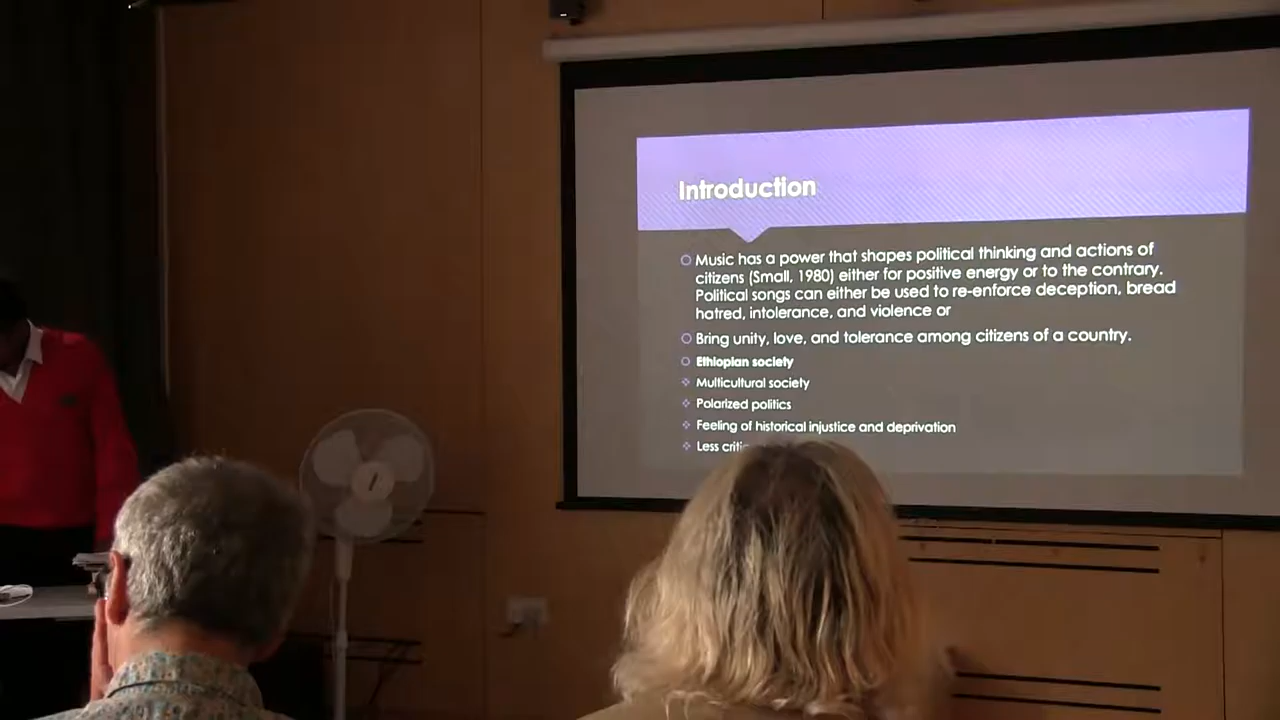 Introduction
Music has a power that shapes political thinking and actions of
citizens (Small, 1980) either for positive energy or to the contrary.
Political songs can either be used to re-enforce deception, bread
hatred, intolerance, and violence or
Bring unity, love, and tolerance among citizens of a country.
Ethiopian society
Multicultural society
Polarized politics
Feeling of historical injustice and deprivation
Less